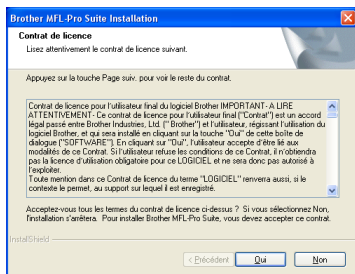 Brother MFL-Pro Suite Installation
Contrat de licence
Lisez attentivement le contrat de licence suivant.
Appuyez sur la touche Page suiv. pour voir le reste du contrat.
Contrat de licence pour l'utilisateur final du logiciel Brother IMPORTANT- A LIRE
ATTENTIVEMENT- Ce contrat de licence pour l'utilisateur final ("Contrat") est un accord
légal passé entre Brother Industries, Ltd. (" Brother") et l'utilisateur, régissant l'utilisation du
logiciel Brother, et qui sera installé en cliquant sur la touche "Oui" de cette boîte de
dialogue ("SOFTWARE"). En cliquant sur "Oui", l'utilisateur accepte d'être lié aux
modalités de ce Contrat. Si l'utilisateur refuse les conditions de ce Contrat, il n'obtiendra
pas la licence d'utilisation obligatoire pour ce LOGICIEL et ne sera donc pas autorisé à
l'exploiter.
Toute mention dans ce Contrat de licence du terme "LOGICIEL" renverra aussi, si le
contexte le permet, au support sur lequel il est enregistré.
Acceptez-vous tous les termes du contrat de licence ci-dessus ? Si vous sélectionnez Non,
l'installation s'arrêtera. Pour installer Brother MFL-Pro Suite, vous devez accepter ce contrat.
InstallShield
< Précédent
Oui
Non